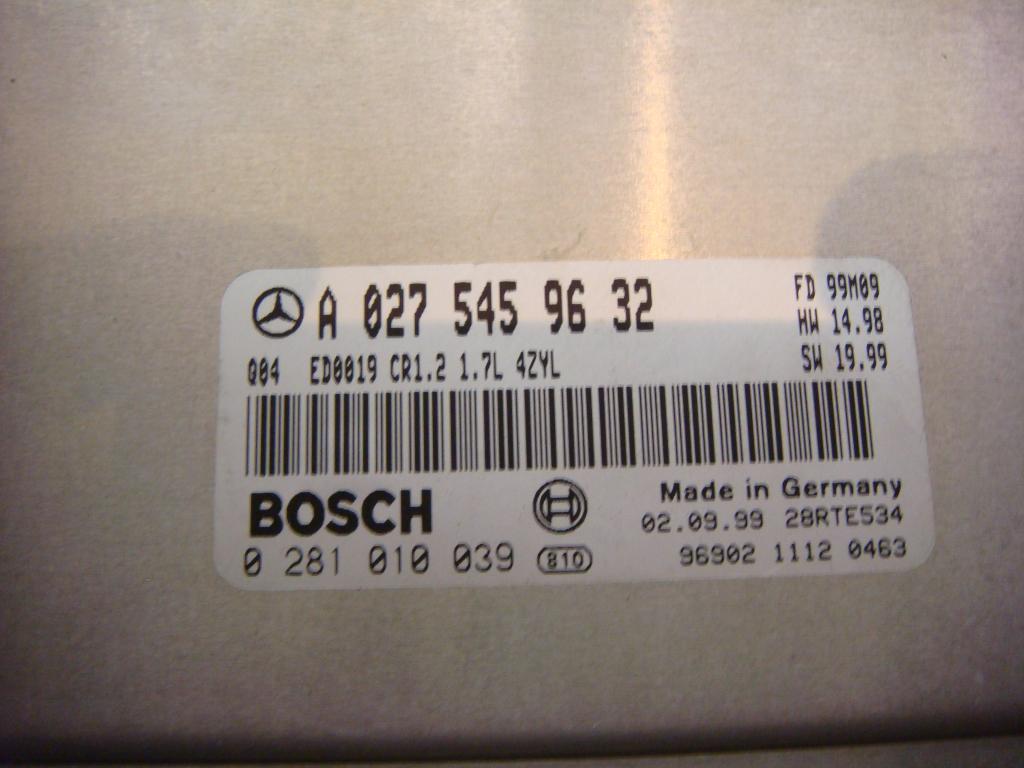 A 027 545 96 32
FD 99M09
HW 14.98
Q04 ED0019 CR1.2 1.7L 4ZYL
SW 19.99
BOSCH
Made in Germany
02.09.99 28RTE534
0 281 010 039 810
96902 1112 0463